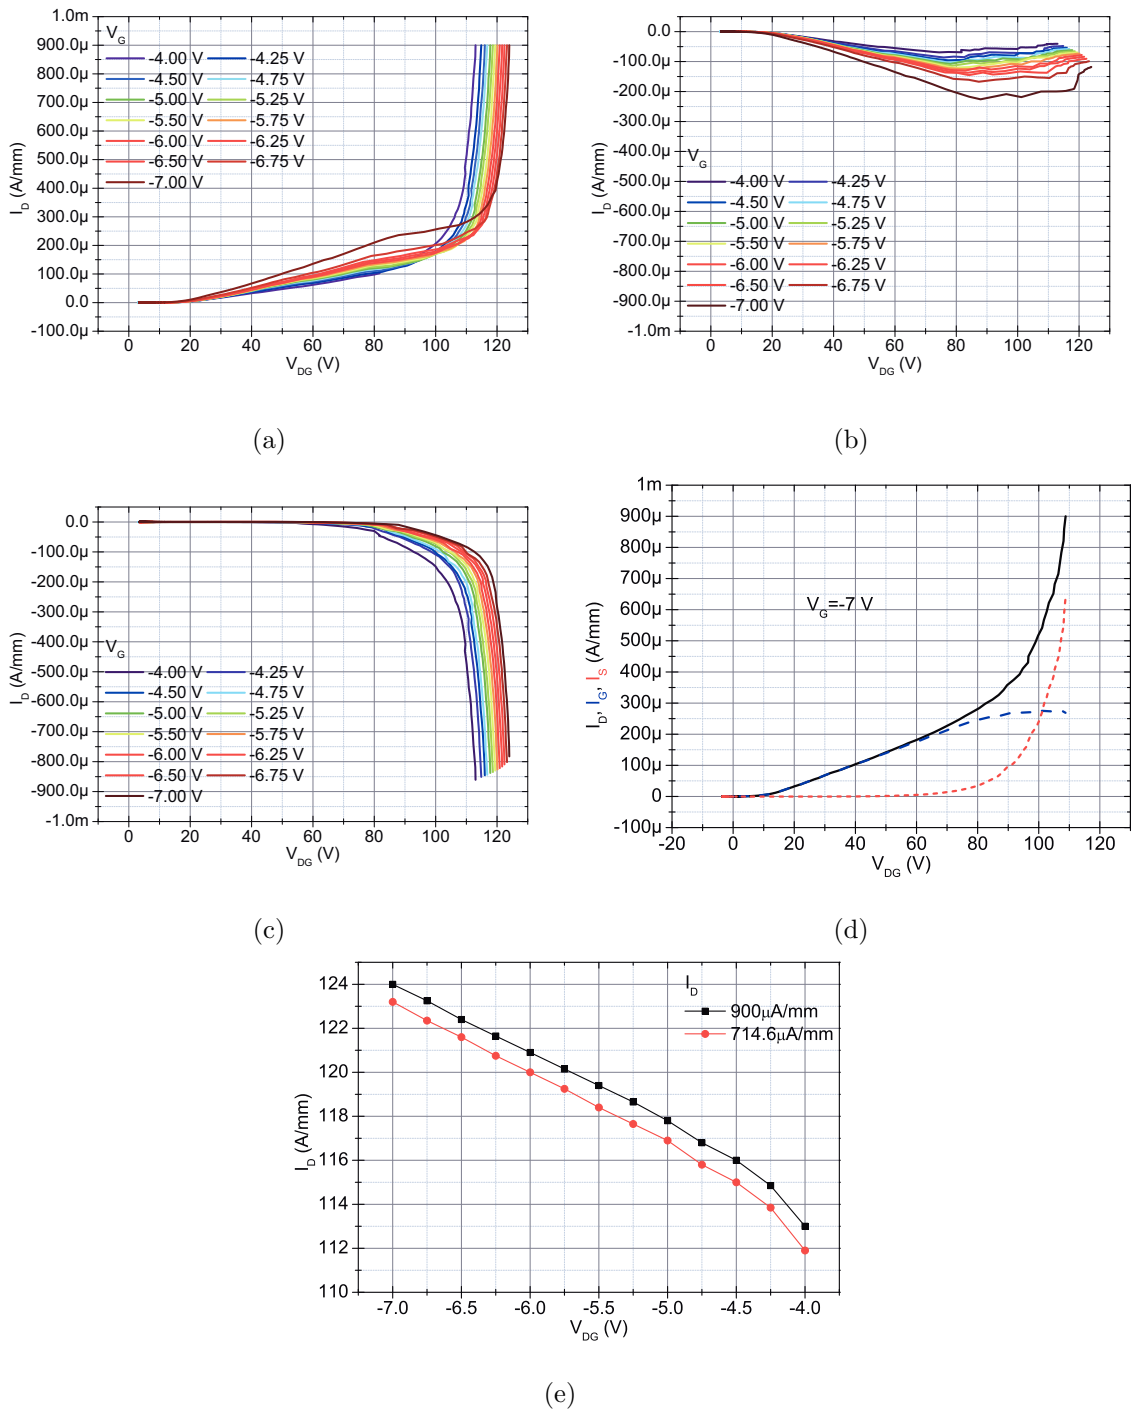 1.0m
900.0µ
800.0µ
700.0µ
600.0µ
500.0µ
400.0µ
300.0µ
200.0µ
100.0µ
0.0
-100.0µ
I_D (A/mm)
V_G
-4.00 V -4.25 V
-4.50 V -4.75 V
-5.00 V -5.25 V
-5.50 V -5.75 V
-6.00 V -6.25 V
-6.50 V -6.75 V
-7.00 V
0 20 40 60 80 100 120
V_DG (V)
(a)
0.0
-100.0µ
-200.0µ
-300.0µ
-400.0µ
-500.0µ
-600.0µ
-700.0µ
-800.0µ
-900.0µ
-1.0m
I_D (A/mm)
V_G
-4.00 V -4.25 V
-4.50 V -4.75 V
-5.00 V -5.25 V
-5.50 V -5.75 V
-6.00 V -6.25 V
-6.50 V -6.75 V
-7.00 V
0 20 40 60 80 100 120
V_DG (V)
(b)
0.0
-100.0µ
-200.0µ
-300.0µ
-400.0µ
-500.0µ
-600.0µ
-700.0µ
-800.0µ
-900.0µ
-1.0m
I_D (A/mm)
V_G
-4.00 V -4.25 V
-4.50 V -4.75 V
-5.00 V -5.25 V
-5.50 V -5.75 V
-6.00 V -6.25 V
-6.50 V -6.75 V
-7.00 V
0 20 40 60 80 100 120
V_DG (V)
(c)
1m
900µ
800µ
700µ
600µ
500µ
400µ
300µ
200µ
100µ
0
-100µ
I_D, I_G, I_S (A/mm)
V_G=-7 V
-20 0 20 40 60 80 100 120
V_DG (V)
(d)
124
122
120
118
116
114
112
110
I_D (A/mm)
I_D
900µA/mm
714.6µA/mm
-7.0 -6.5 -6.0 -5.5 -5.0 -4.5 -4.0
V_DG (V)
(e)